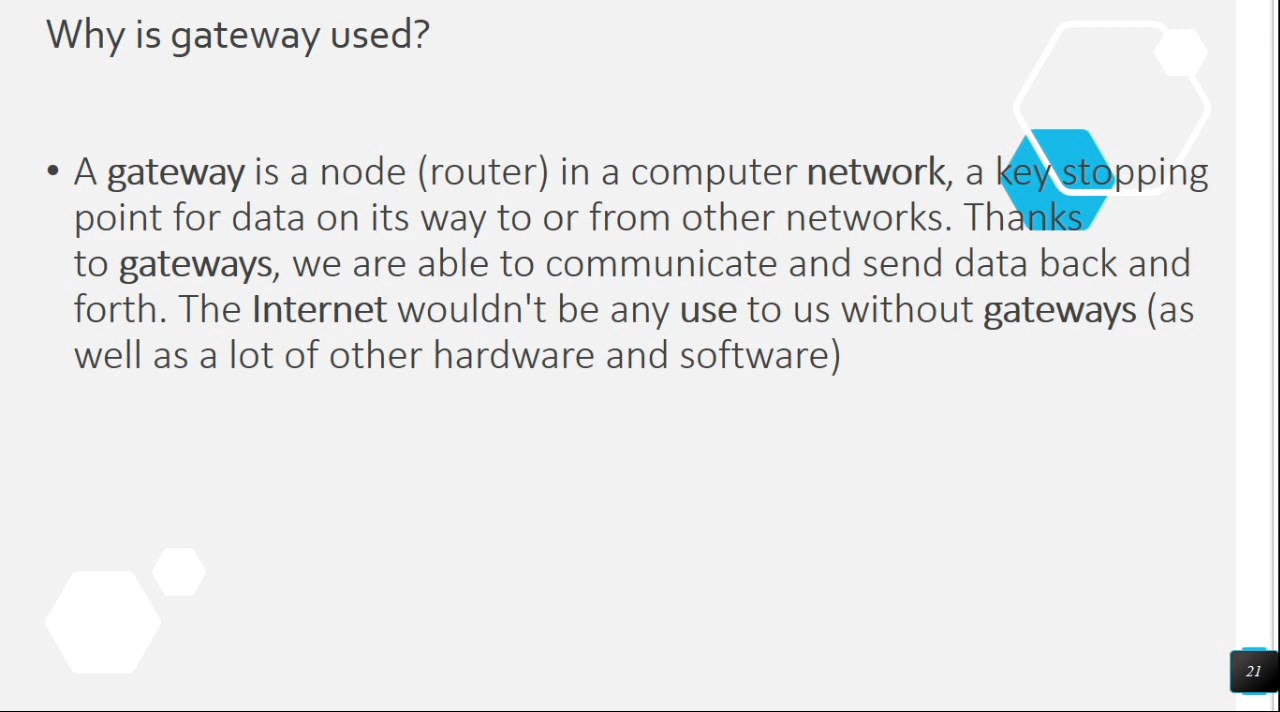 Why is gateway used?
• A gateway is a node (router) in a computer network, a key stopping
point for data on its way to or from other networks. Thanks
to gateways, we are able to communicate and send data back and
forth. The Internet wouldn't be any use to us without gateways (as
well as a lot of other hardware and software)
21